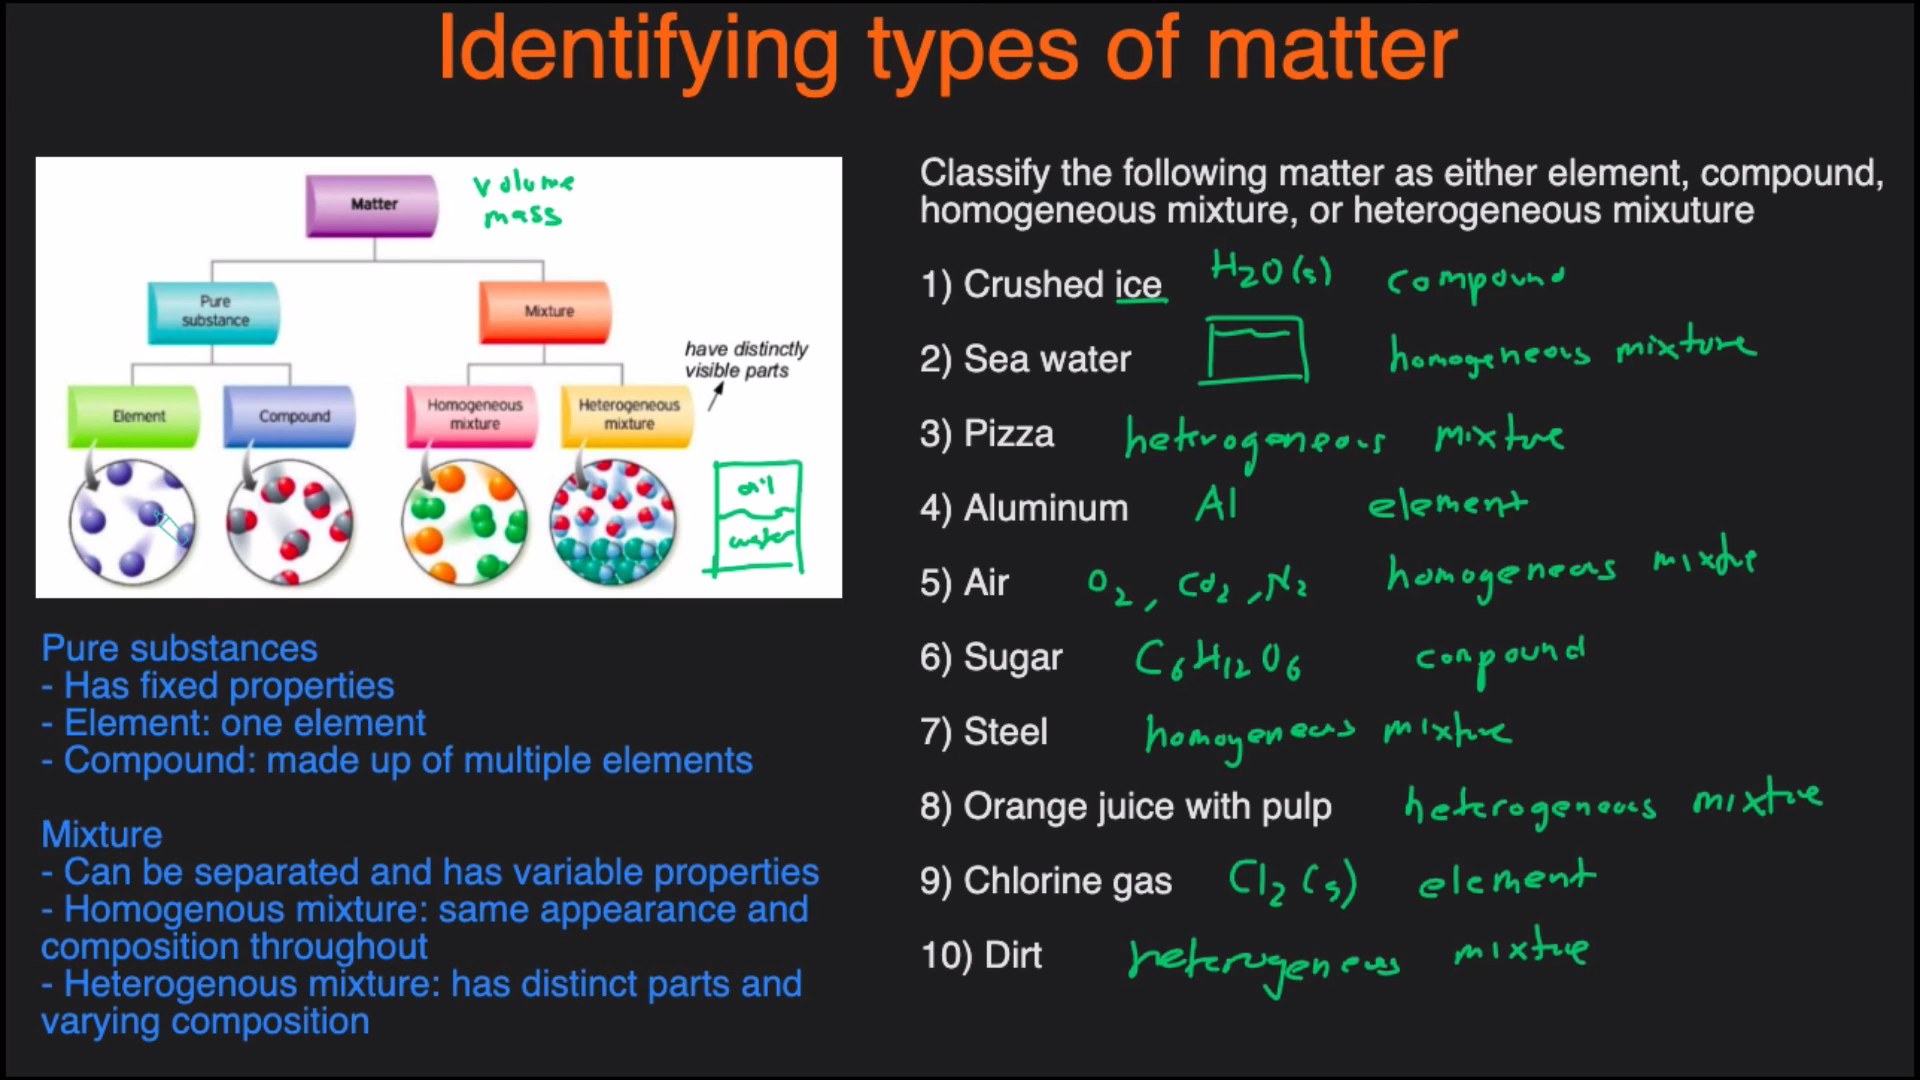 Identifying types of matter
Matter
volume
mass
Pure
substance
Mixture
have distinctly
visible parts
Element
Compound
Homogeneous
mixture
Heterogeneous
mixture
oil
water
Pure substances
- Has fixed properties
- Element: one element
- Compound: made up of multiple elements
Mixture
- Can be separated and has variable properties
- Homogenous mixture: same appearance and
composition throughout
- Heterogenous mixture: has distinct parts and
varying composition
Classify the following matter as either element, compound,
homogeneous mixture, or heterogeneous mixuture
1) Crushed ice H2O(s) compound
2) Sea water homogeneous mixture
3) Pizza heterogeneous mixture
4) Aluminum Al element
5) Air O2, CO2, N2 homogeneous mixture
6) Sugar C6H12O6 compound
7) Steel homogeneous mixture
8) Orange juice with pulp heterogeneous mixture
9) Chlorine gas Cl2(g) element
10) Dirt heterogeneous mixture